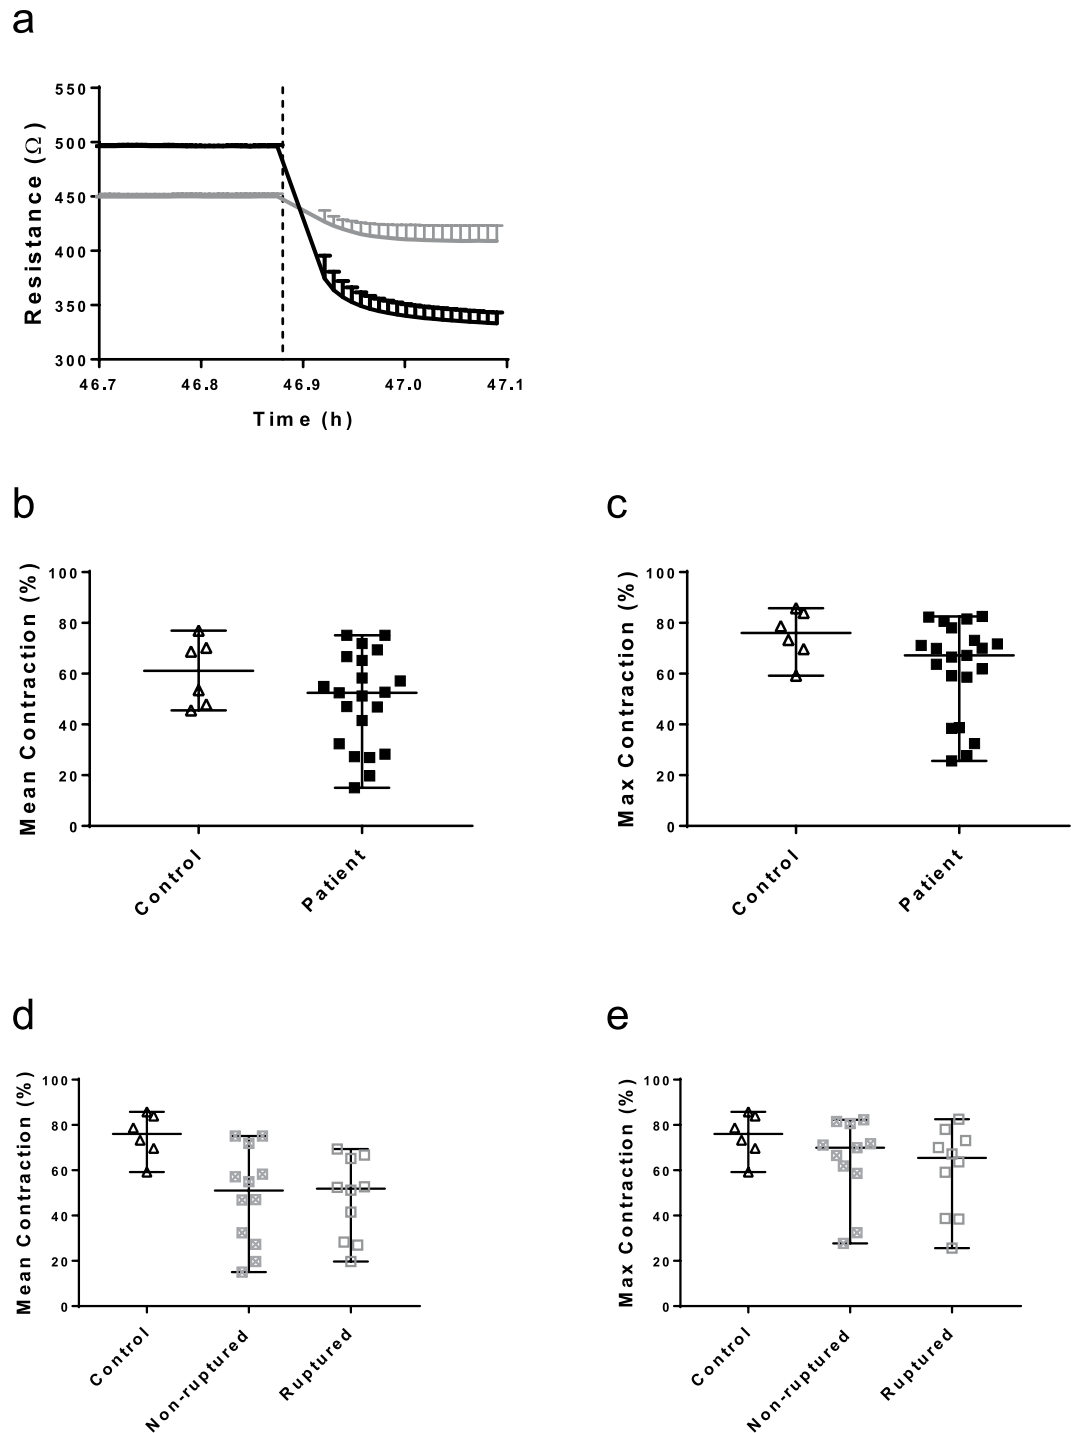 a
Resistance (Ω)
550
500
450
400
350
300
46.7 46.8 46.9 47.0 47.1
Time (h)
b
Mean Contraction (%)
100
80
60
40
20
0
Control Patient
c
Max Contraction (%)
100
80
60
40
20
0
Control Patient
d
Mean Contraction (%)
100
80
60
40
20
0
Control Non-ruptured Ruptured
e
Max Contraction (%)
100
80
60
40
20
0
Control Non-ruptured Ruptured